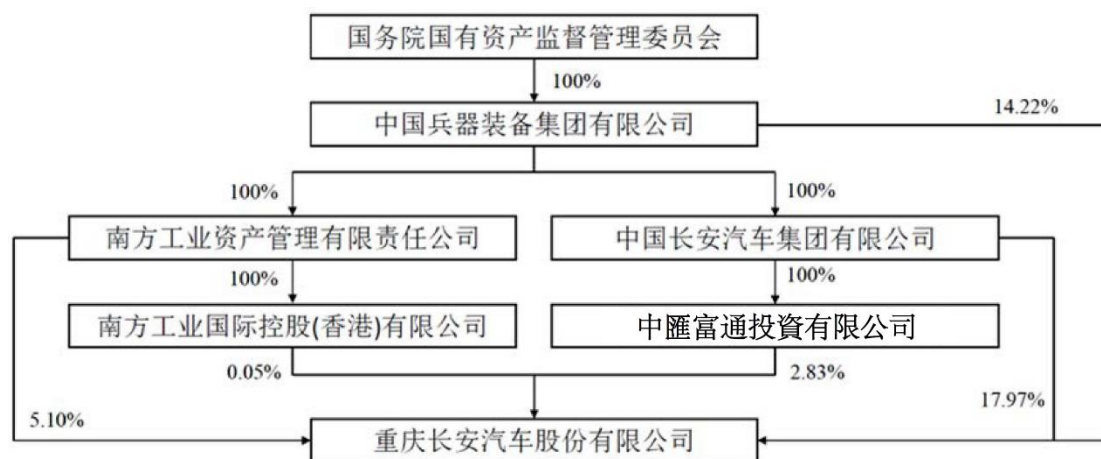 国务院国有资产监督管理委员会
100%
14.22%
中国兵器装备集团有限公司
100%
100%
南方工业资产管理有限责任公司
中国长安汽车集团有限公司
100%
100%
南方工业国际控股(香港)有限公司
中匯富通投資有限公司
0.05%
2.83%
5.10%
17.97%
重庆长安汽车股份有限公司